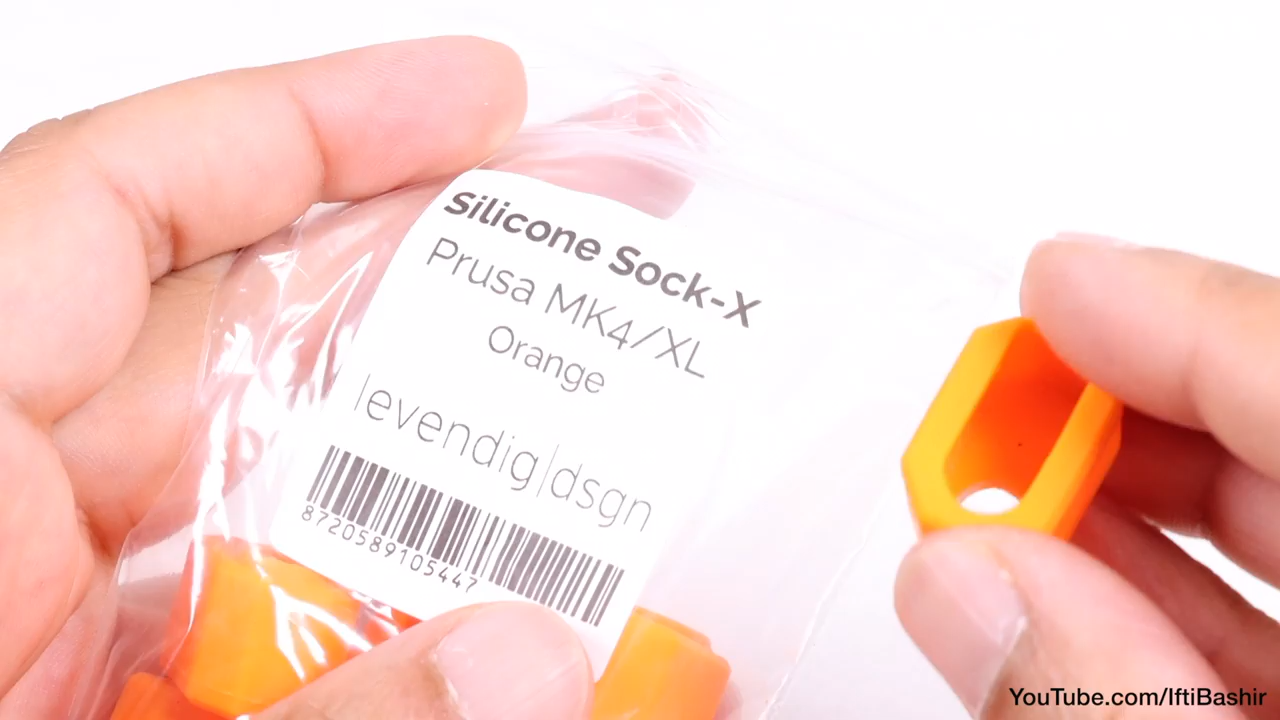 Silicone Sock-X
Prusa MK4/XL
Orange
levendig|dsgn
8720589105447
YouTube.com/IftiBashir